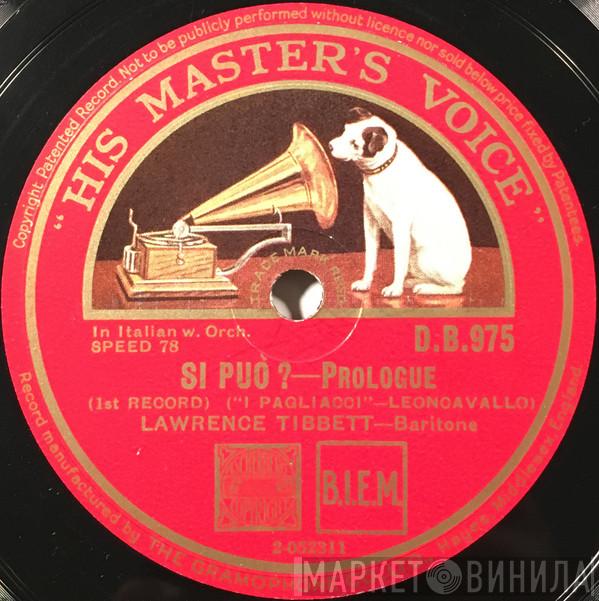 Copyright. Patented Record. Not to be publicly performed without licence nor sold below price fixed by Patentees.
"HIS MASTER'S VOICE"
TRADE MARK
In Italian w. Orch.
SPEED 78
D.B.975
SI PUÒ ?—PROLOGUE
(1st RECORD) ("I PAGLIACCI"—LEONCAVALLO)
LAWRENCE TIBBETT—Baritone
B.I.E.M.
2-052311
Record manufactured by THE
Hayes, Middlesex, England.
МАРКЕТ ВИНИЛА